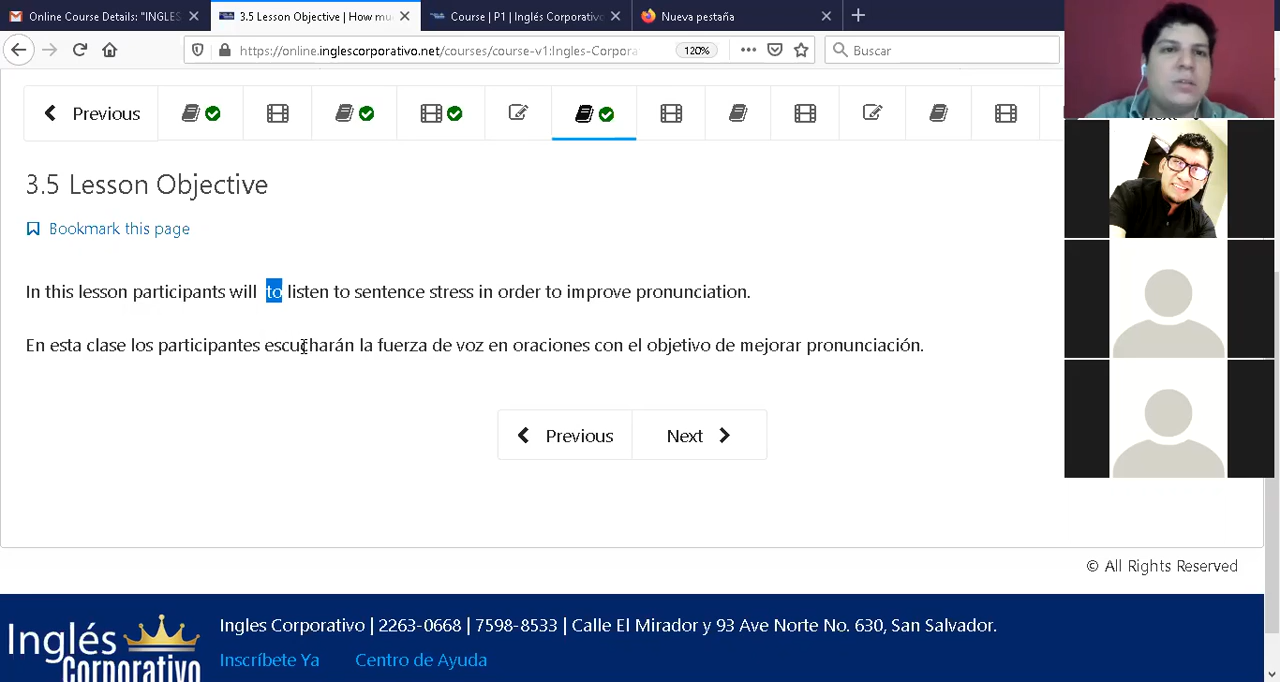 Online Course Details: "INGLES
3.5 Lesson Objective | How mu
Course | P1 | Inglés Corporativo
Nueva pestaña
https://online.inglescorporativo.net/courses/course-v1:Ingles-Corpora
120%
Buscar
Previous
3.5 Lesson Objective
Bookmark this page
In this lesson participants will to listen to sentence stress in order to improve pronunciation.
En esta clase los participantes escucharán la fuerza de voz en oraciones con el objetivo de mejorar pronunciación.
Previous
Next
© All Rights Reserved
Inglés Corporativo
Ingles Corporativo | 2263-0668 | 7598-8533 | Calle El Mirador y 93 Ave Norte No. 630, San Salvador.
Inscríbete Ya
Centro de Ayuda